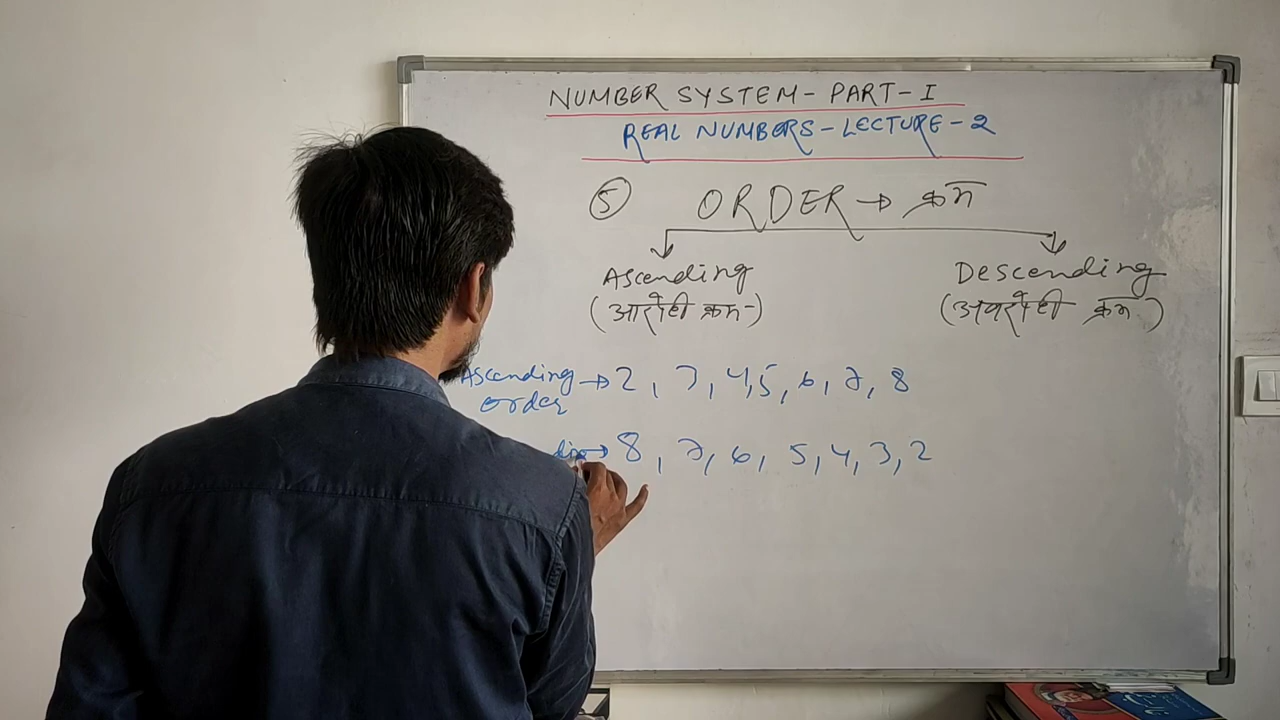 NUMBER SYSTEM - PART - I
REAL NUMBERS - LECTURE - 2
5 ORDER → क्रम
Ascending Descending
(आरोही क्रम) (अवरोही क्रम)
Ascending → 2, 3, 4, 5, 6, 7, 8
order
→ 8, 7, 6, 5, 4, 3, 2